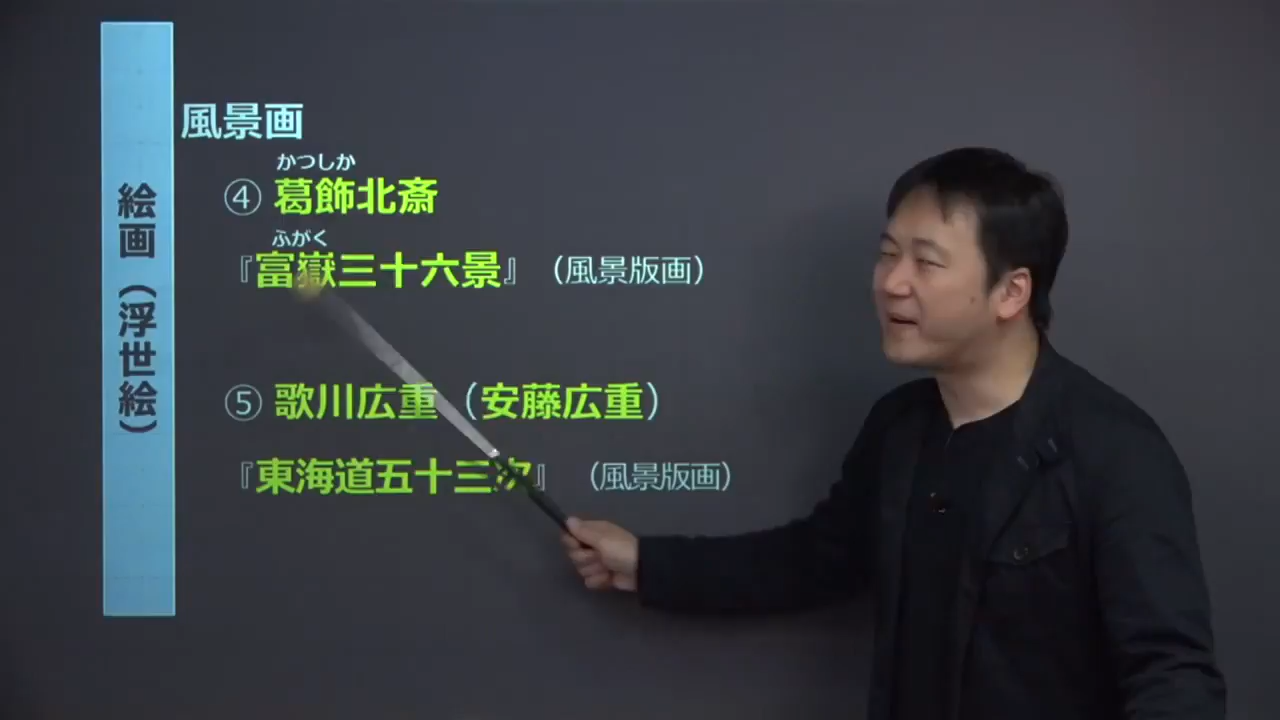 絵画（浮世絵）
風景画
かつしか
④ 葛飾北斎
ふがく
『富嶽三十六景』（風景版画）
⑤ 歌川広重（安藤広重）
『東海道五十三次』（風景版画）